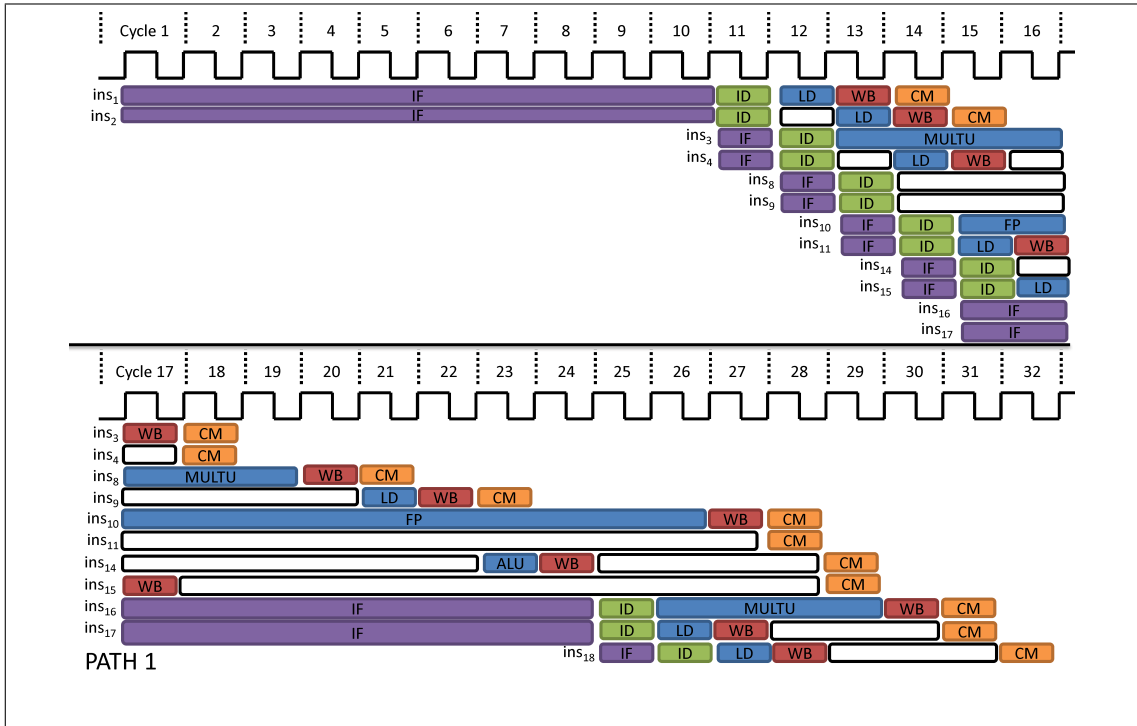 Cycle 1 2 3 4 5 6 7 8 9 10 11 12 13 14 15 16
ins1 IF ID LD WB CM
ins2 IF ID LD WB CM
ins3 IF ID MULTU
ins4 IF ID LD WB
ins8 IF ID
ins9 IF ID
ins10 IF ID FP
ins11 IF ID LD WB
ins14 IF ID
ins15 IF ID LD
ins16 IF
ins17 IF
Cycle 17 18 19 20 21 22 23 24 25 26 27 28 29 30 31 32
ins3 WB CM
ins4 CM
ins8 MULTU WB CM
ins9 LD WB CM
ins10 FP WB CM
ins11 CM
ins14 ALU WB CM
ins15 WB CM
ins16 IF ID MULTU WB CM
ins17 IF ID LD WB CM
ins18 IF ID LD WB CM
PATH 1